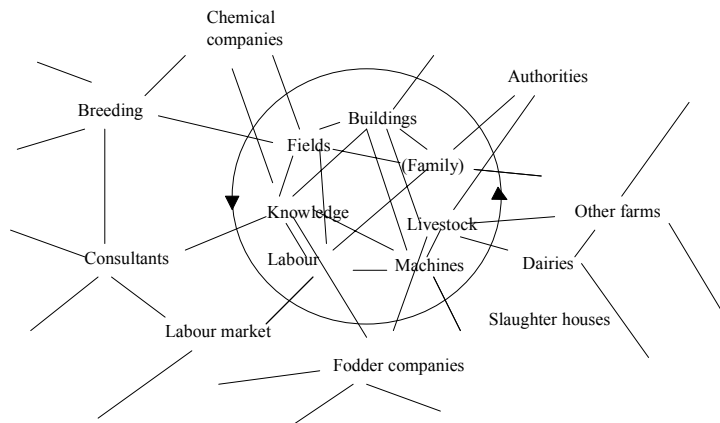 Chemical
companies
Authorities
Breeding
Buildings
Fields
(Family)
Knowledge
Other farms
Livestock
Consultants
Labour
Machines
Dairies
Labour market
Slaughter houses
Fodder companies